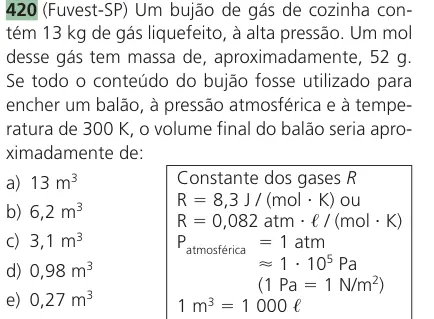 420 (Fuvest-SP) Um bujão de gás de cozinha con-
tém 13 kg de gás liquefeito, à alta pressão. Um mol
desse gás tem massa de, aproximadamente, 52 g.
Se todo o conteúdo do bujão fosse utilizado para
encher um balão, à pressão atmosférica e à tempe-
ratura de 300 K, o volume final do balão seria apro-
ximadamente de:
a) 13 m³
b) 6,2 m³
c) 3,1 m³
d) 0,98 m³
e) 0,27 m³
Constante dos gases R
R = 8,3 J / (mol · K) ou
R = 0,082 atm · ℓ / (mol · K)
P atmosférica = 1 atm
≈ 1 · 10⁵ Pa
(1 Pa = 1 N/m²)
1 m³ = 1 000 ℓ